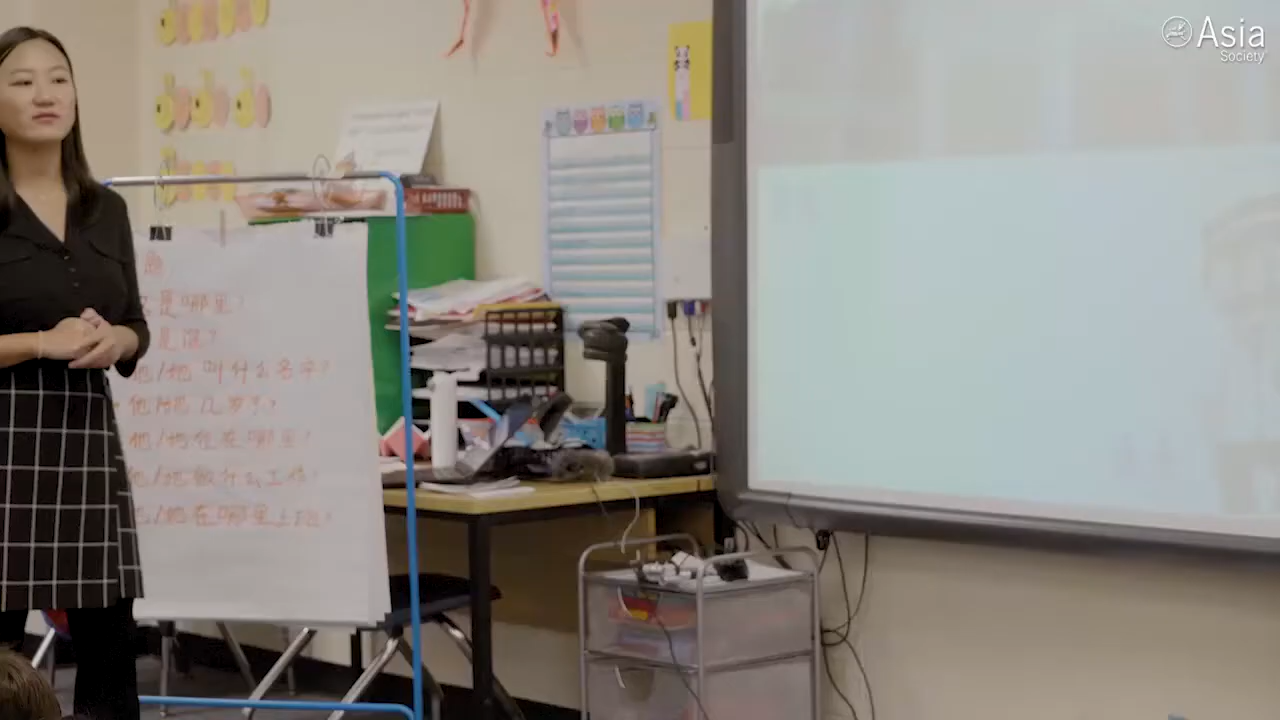 Asia
Society
是哪里?
是谁?
他/她 叫什么名字?
他/她 几岁了?
他/她住在哪里?
他/她做什么工作?
他/她在哪里上班?